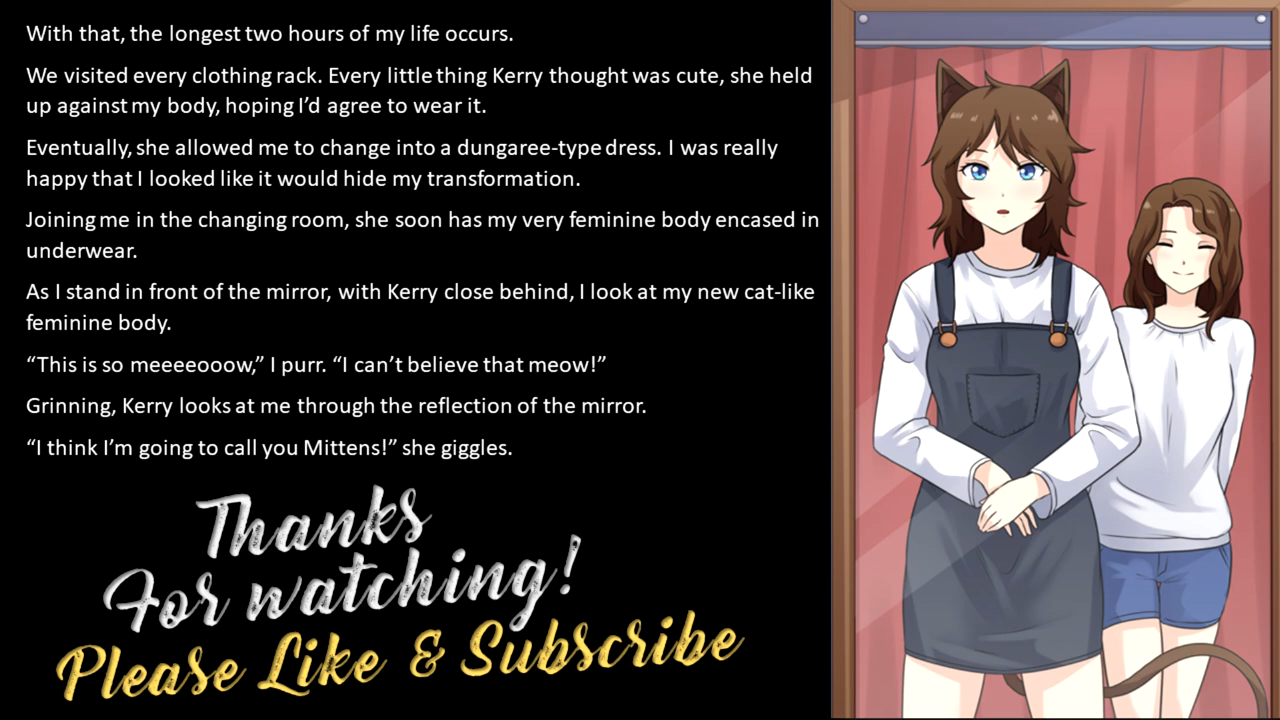 With that, the longest two hours of my life occurs.
We visited every clothing rack. Every little thing Kerry thought was cute, she held
up against my body, hoping I’d agree to wear it.
Eventually, she allowed me to change into a dungaree-type dress. I was really
happy that I looked like it would hide my transformation.
Joining me in the changing room, she soon has my very feminine body encased in
underwear.
As I stand in front of the mirror, with Kerry close behind, I look at my new cat-like
feminine body.
“This is so meeeeooow,” I purr. “I can’t believe that meow!”
Grinning, Kerry looks at me through the reflection of the mirror.
“I think I’m going to call you Mittens!” she giggles.
Thanks
For watching!
Please Like & Subscribe